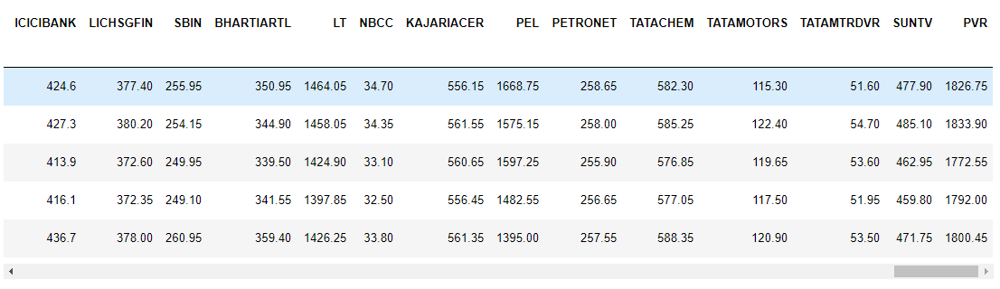 ICICIBANK LICHSGFIN SBIN BHARTIARTL LT NBCC KAJARIACER PEL PETRONET TATACHEM TATAMOTORS TATAMTRDVR SUNTV PVR
424.6 377.40 255.95 350.95 1464.05 34.70 556.15 1668.75 258.65 582.30 115.30 51.60 477.90 1826.75
427.3 380.20 254.15 344.90 1458.05 34.35 561.55 1575.15 258.00 585.25 122.40 54.70 485.10 1833.90
413.9 372.60 249.95 339.50 1424.90 33.10 560.65 1597.25 255.90 576.85 119.65 53.60 462.95 1772.55
416.1 372.35 249.10 341.55 1397.85 32.50 556.45 1482.55 256.65 577.05 117.50 51.95 459.80 1792.00
436.7 378.00 260.95 359.40 1426.25 33.80 561.35 1395.00 257.55 588.35 120.90 53.50 471.75 1800.45